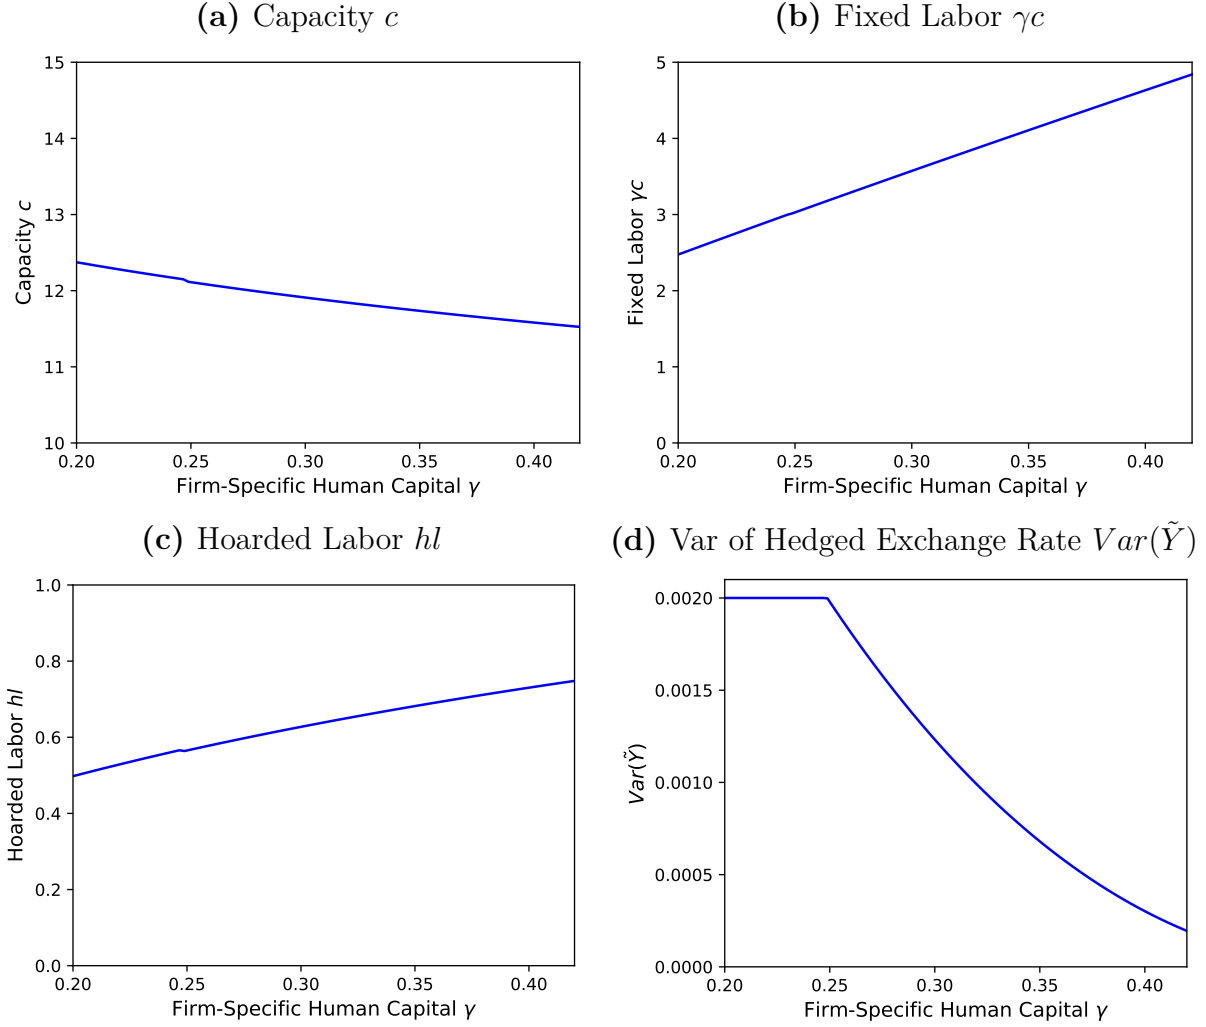 (a) Capacity c
15
14
13
12
11
10
Capacity c
0.20 0.25 0.30 0.35 0.40
Firm-Specific Human Capital γ
(b) Fixed Labor γc
5
4
3
2
1
0
Fixed Labor γc
0.20 0.25 0.30 0.35 0.40
Firm-Specific Human Capital γ
(c) Hoarded Labor hl
1.0
0.8
0.6
0.4
0.2
0.0
Hoarded Labor hl
0.20 0.25 0.30 0.35 0.40
Firm-Specific Human Capital γ
(d) Var of Hedged Exchange Rate Var(Ỹ)
0.0020
0.0015
0.0010
0.0005
0.0000
Var(Ỹ)
0.20 0.25 0.30 0.35 0.40
Firm-Specific Human Capital γ